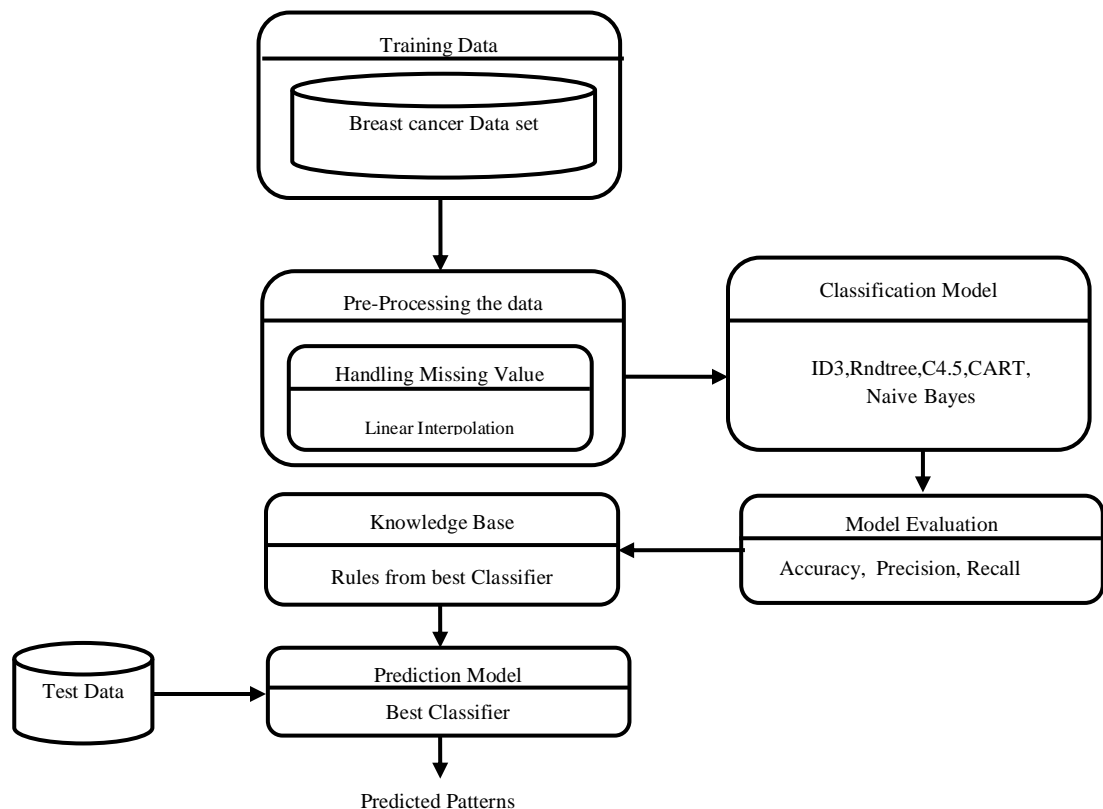 Training Data
Breast cancer Data set
Pre-Processing the data
Handling Missing Value
Linear Interpolation
Classification Model
ID3,Rndtree,C4.5,CART,
Naive Bayes
Model Evaluation
Accuracy, Precision, Recall
Knowledge Base
Rules from best Classifier
Test Data
Prediction Model
Best Classifier
Predicted Patterns